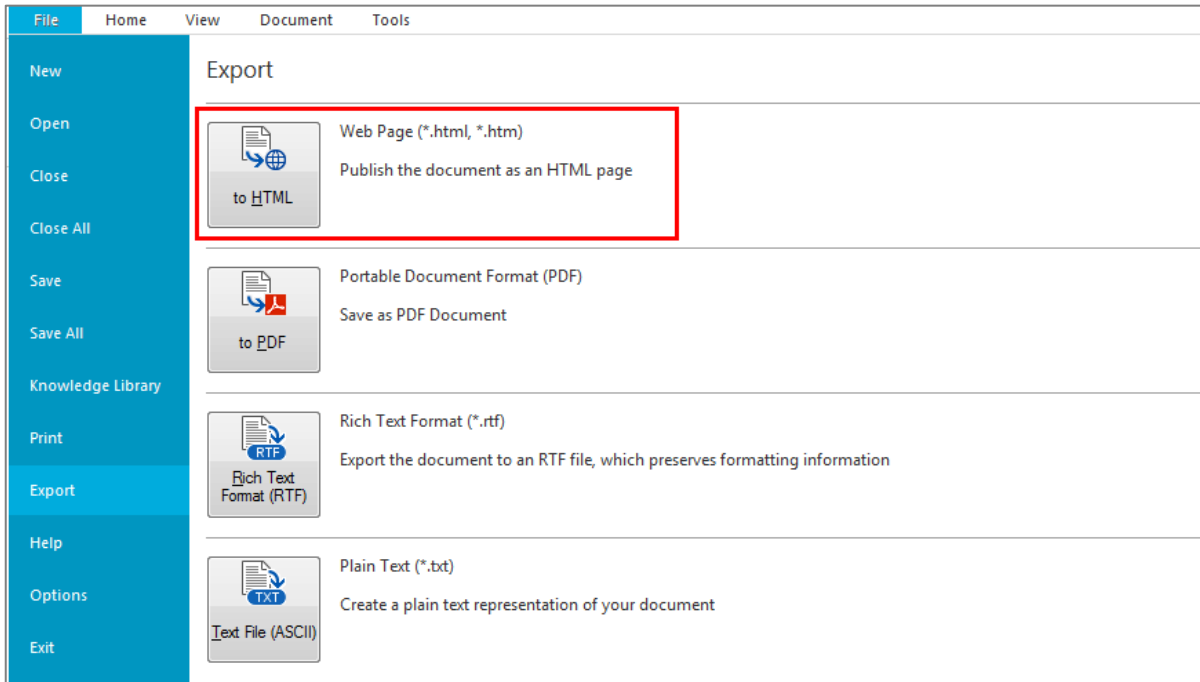 File Home View Document Tools
New
Open
Close
Close All
Save
Save All
Knowledge Library
Print
Export
Help
Options
Exit
Export
to HTML
Web Page (*.html, *.htm)
Publish the document as an HTML page
to PDF
Portable Document Format (PDF)
Save as PDF Document
RTF
Rich Text
Format (RTF)
Rich Text Format (*.rtf)
Export the document to an RTF file, which preserves formatting information
TXT
Text File (ASCII)
Plain Text (*.txt)
Create a plain text representation of your document